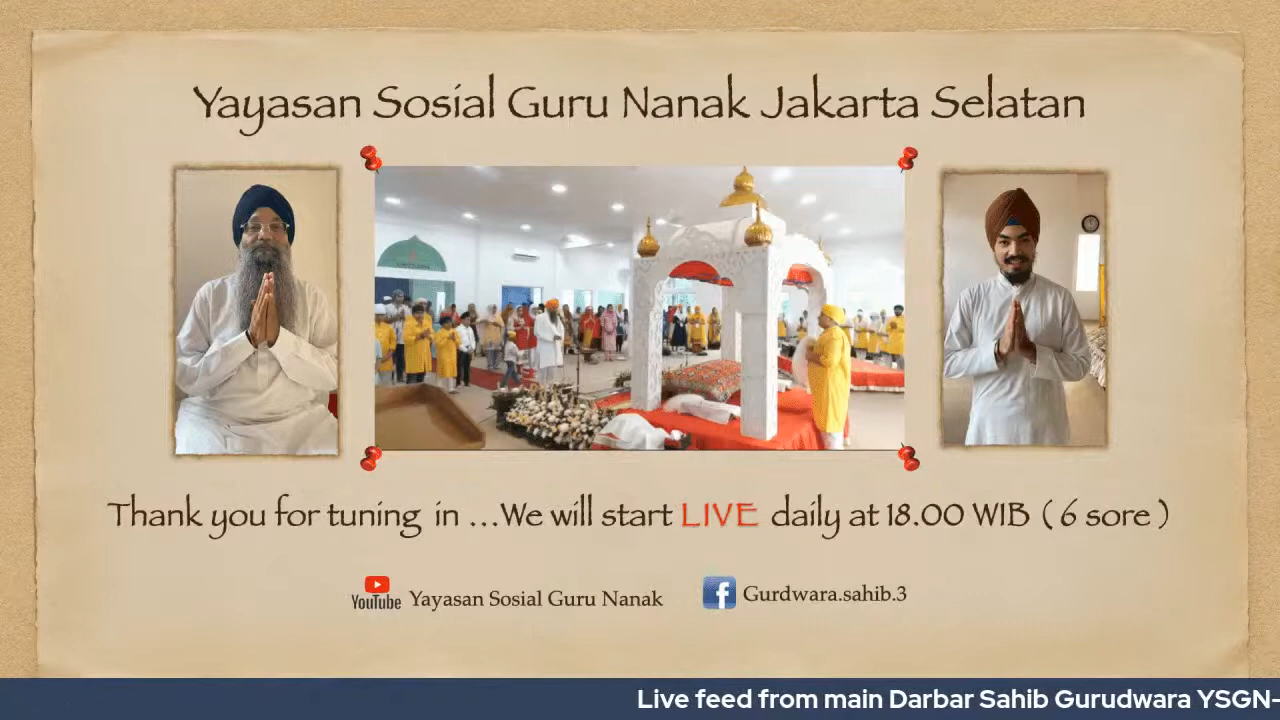 Yayasan Sosial Guru Nanak Jakarta Selatan
Thank you for tuning in ...We will start LIVE daily at 18.00 WIB ( 6 sore )
YouTube Yayasan Sosial Guru Nanak
f Gurdwara.sahib.3
Live feed from main Darbar Sahib Gurudwara YSGN-